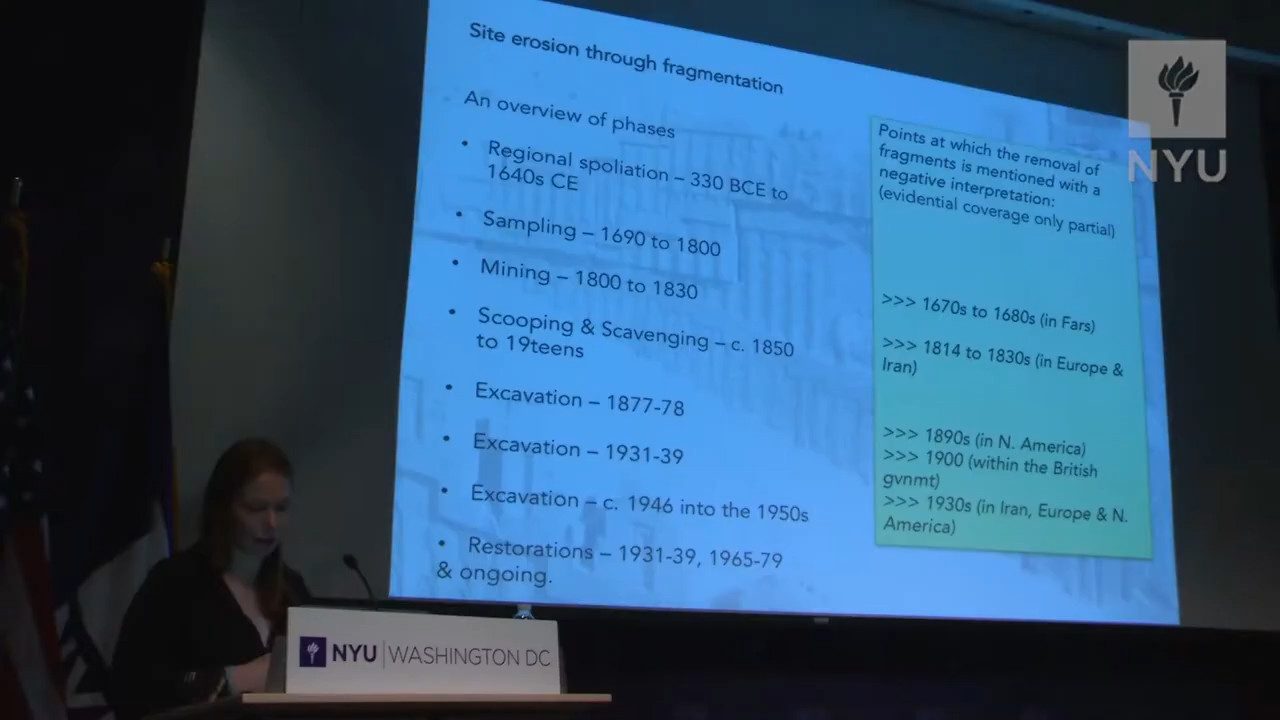 Site erosion through fragmentation
An overview of phases
• Regional spoliation – 330 BCE to
1640s CE
• Sampling – 1690 to 1800
• Mining – 1800 to 1830
• Scooping & Scavenging – c. 1850
to 19teens
• Excavation – 1877-78
• Excavation – 1931-39
• Excavation – c. 1946 into the 1950s
• Restorations – 1931-39, 1965-79
& ongoing.
Points at which the removal of
fragments is mentioned with a
negative interpretation:
(evidential coverage only partial)
>>> 1670s to 1680s (in Fars)
>>> 1814 to 1830s (in Europe &
Iran)
>>> 1890s (in N. America)
>>> 1900 (within the British
gvnmt)
>>> 1930s (in Iran, Europe & N.
America)
NYU
NYU | WASHINGTON DC